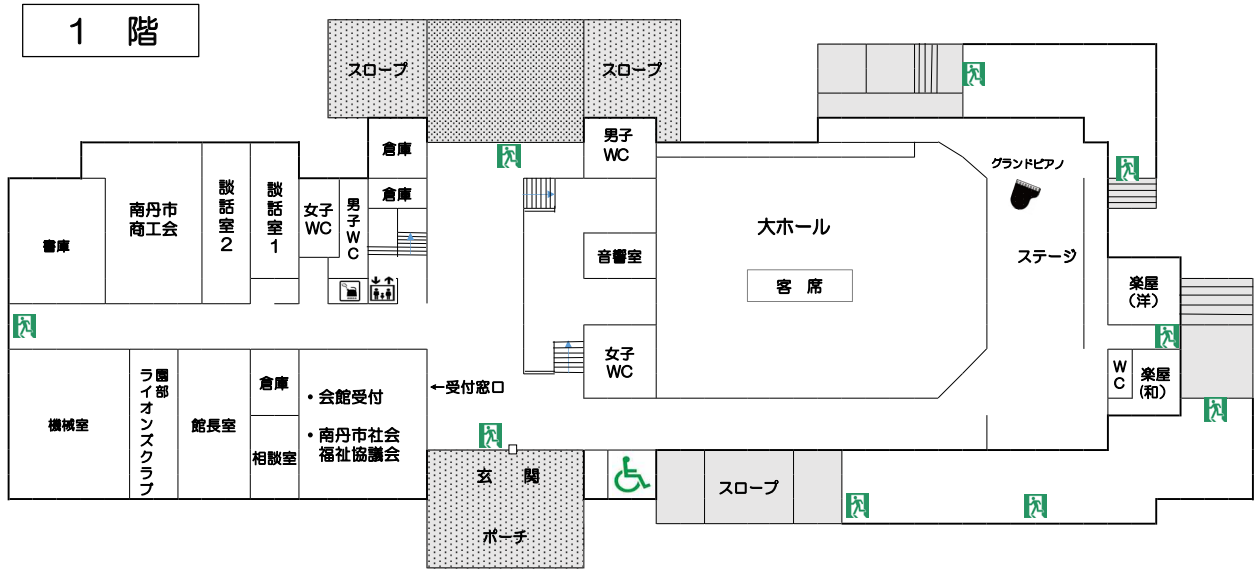 1 階
スロープ
スロープ
倉庫
倉庫
男子
WC
グランドピアノ
南丹市
商工会
談話室2
談話室1
女子
WC
男子WC
書庫
音響室
大ホール
客 席
ステージ
楽屋
(洋)
女子
WC
WC
楽屋
(和)
機械室
園部
ライオンズクラブ
館長室
倉庫
相談室
・会館受付
・南丹市社会
福祉協議会
←受付窓口
玄 関
ポーチ
スロープ